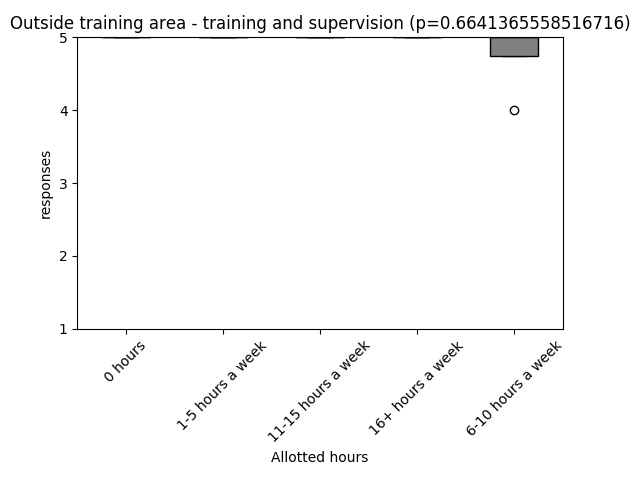 Outside training area - training and supervision (p=0.6641365558516716)
5
4
3
2
1
responses
0 hours
1-5 hours a week
11-15 hours a week
16+ hours a week
6-10 hours a week
Allotted hours